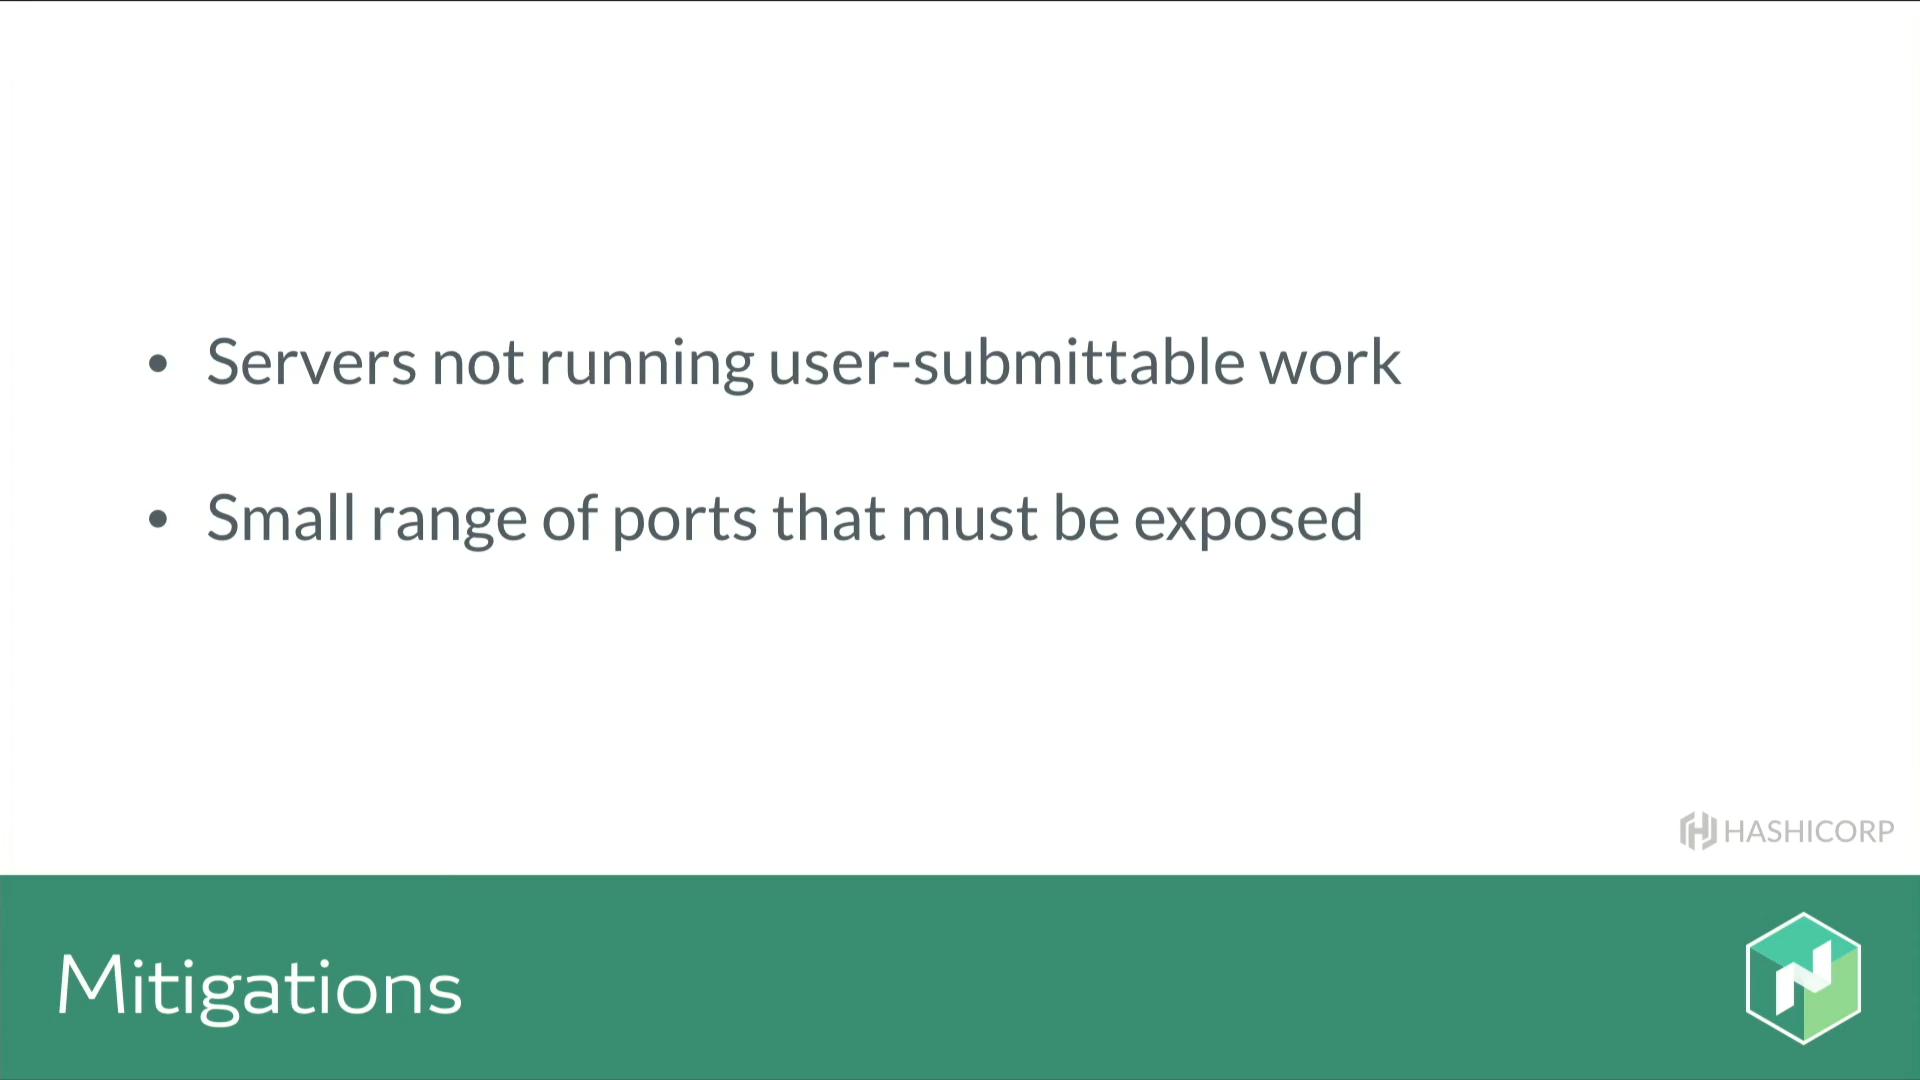 • Servers not running user-submittable work
• Small range of ports that must be exposed
HASHICORP
Mitigations